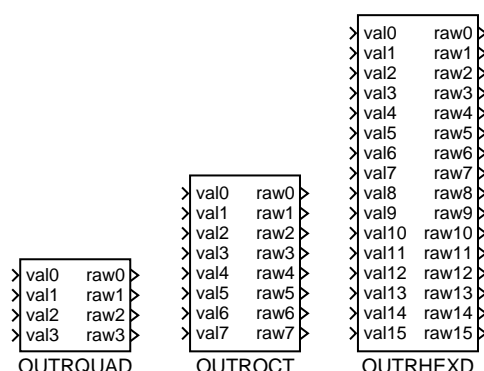 val0 raw0
val1 raw1
val2 raw2
val3 raw3
OUTRQUAD
val0 raw0
val1 raw1
val2 raw2
val3 raw3
val4 raw4
val5 raw5
val6 raw6
val7 raw7
OUTROCT
val0 raw0
val1 raw1
val2 raw2
val3 raw3
val4 raw4
val5 raw5
val6 raw6
val7 raw7
val8 raw8
val9 raw9
val10 raw10
val11 raw11
val12 raw12
val13 raw13
val14 raw14
val15 raw15
OUTRHEXD